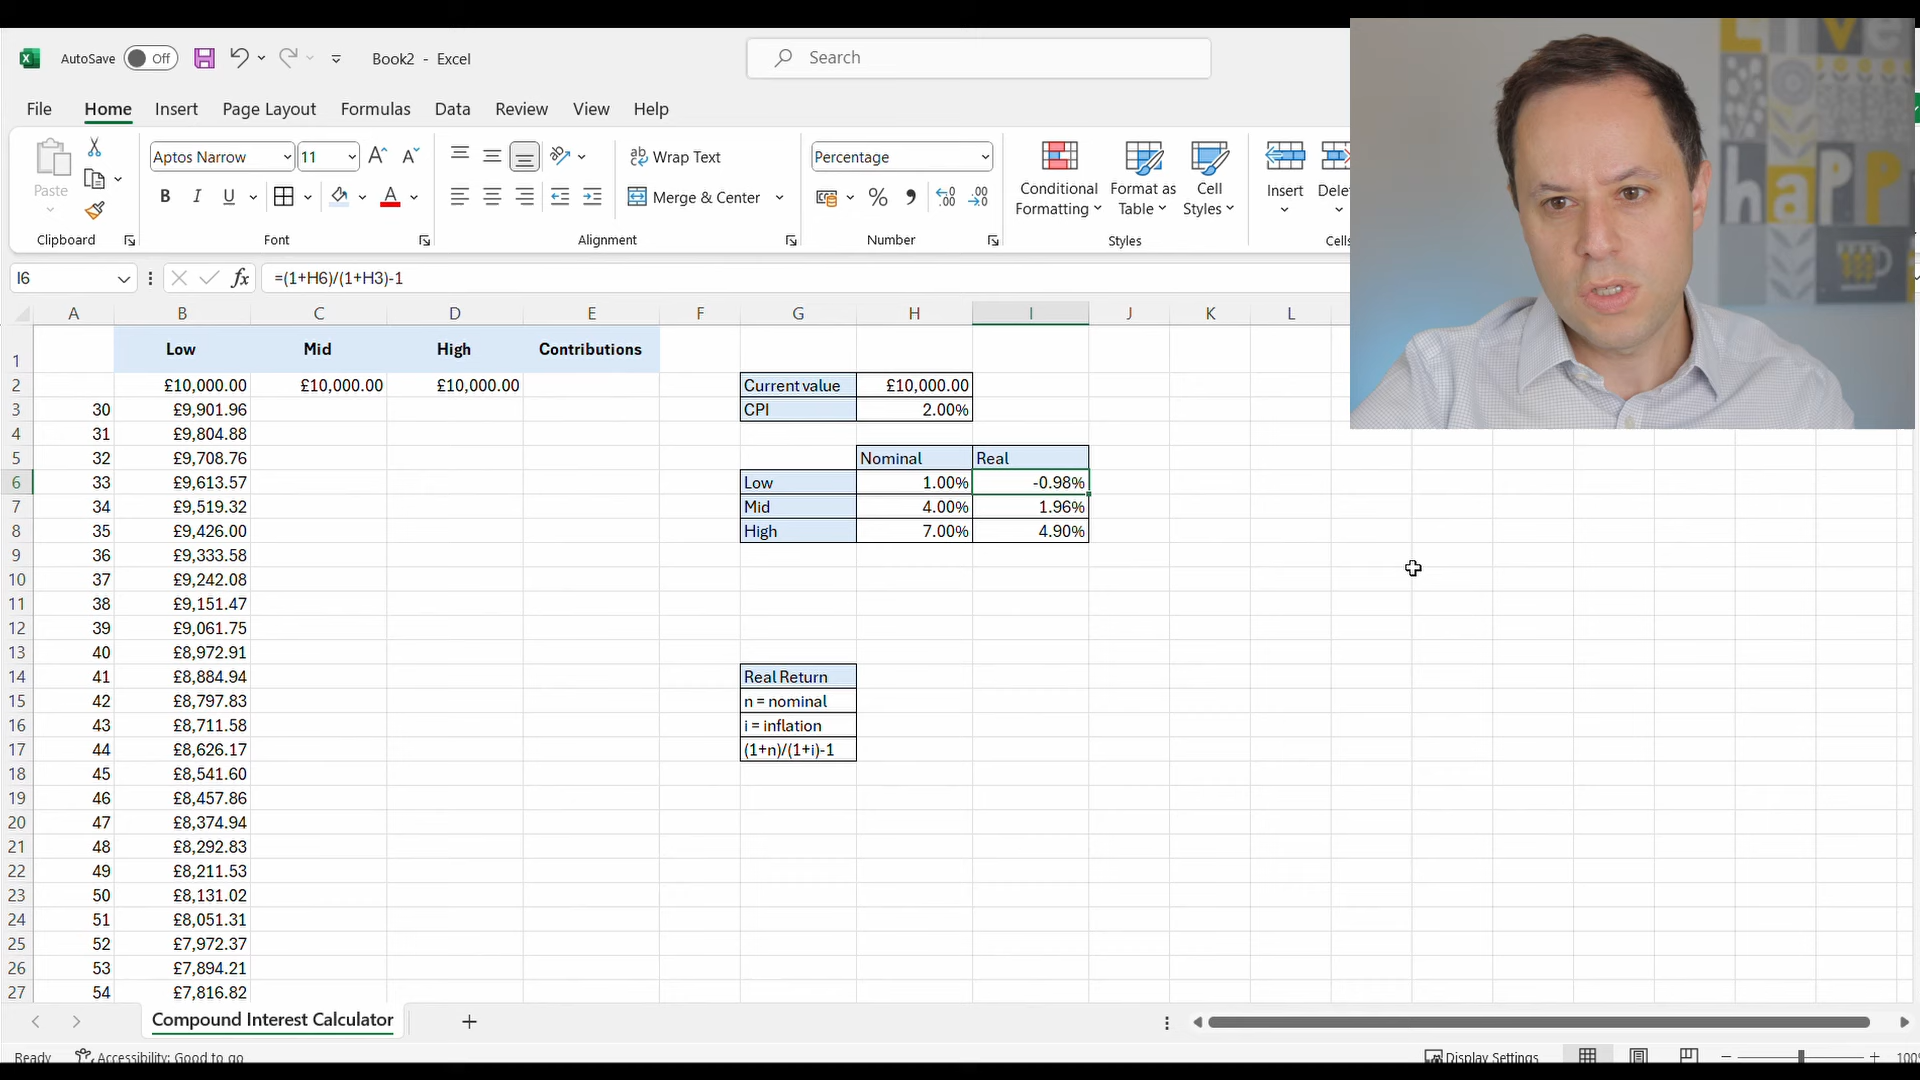 AutoSave Off Book2 - Excel Search
File Home Insert Page Layout Formulas Data Review View Help
Paste Aptos Narrow 11 Wrap Text Percentage Conditional Formatting Format as Table Cell Styles Insert
B I U A Merge & Center % Dele
Clipboard Font Alignment Number Styles Cells
I6 fx =(1+H6)/(1+H3)-1
A B C D E F G H I J K L
1 Low Mid High Contributions
2 £10,000.00 £10,000.00 £10,000.00 Current value £10,000.00
3 30 £9,901.96 CPI 2.00%
4 31 £9,804.88
5 32 £9,708.76 Nominal Real
6 33 £9,613.57 Low 1.00% -0.98%
7 34 £9,519.32 Mid 4.00% 1.96%
8 35 £9,426.00 High 7.00% 4.90%
9 36 £9,333.58
10 37 £9,242.08
11 38 £9,151.47
12 39 £9,061.75
13 40 £8,972.91
14 41 £8,884.94 Real Return
15 42 £8,797.83 n = nominal
16 43 £8,711.58 i = inflation
17 44 £8,626.17 (1+n)/(1+i)-1
18 45 £8,541.60
19 46 £8,457.86
20 47 £8,374.94
21 48 £8,292.83
22 49 £8,211.53
23 50 £8,131.02
24 51 £8,051.31
25 52 £7,972.37
26 53 £7,894.21
27 54 £7,816.82
Compound Interest Calculator
Ready Accessibility: Good to go Display Settings 100%
Live
happ